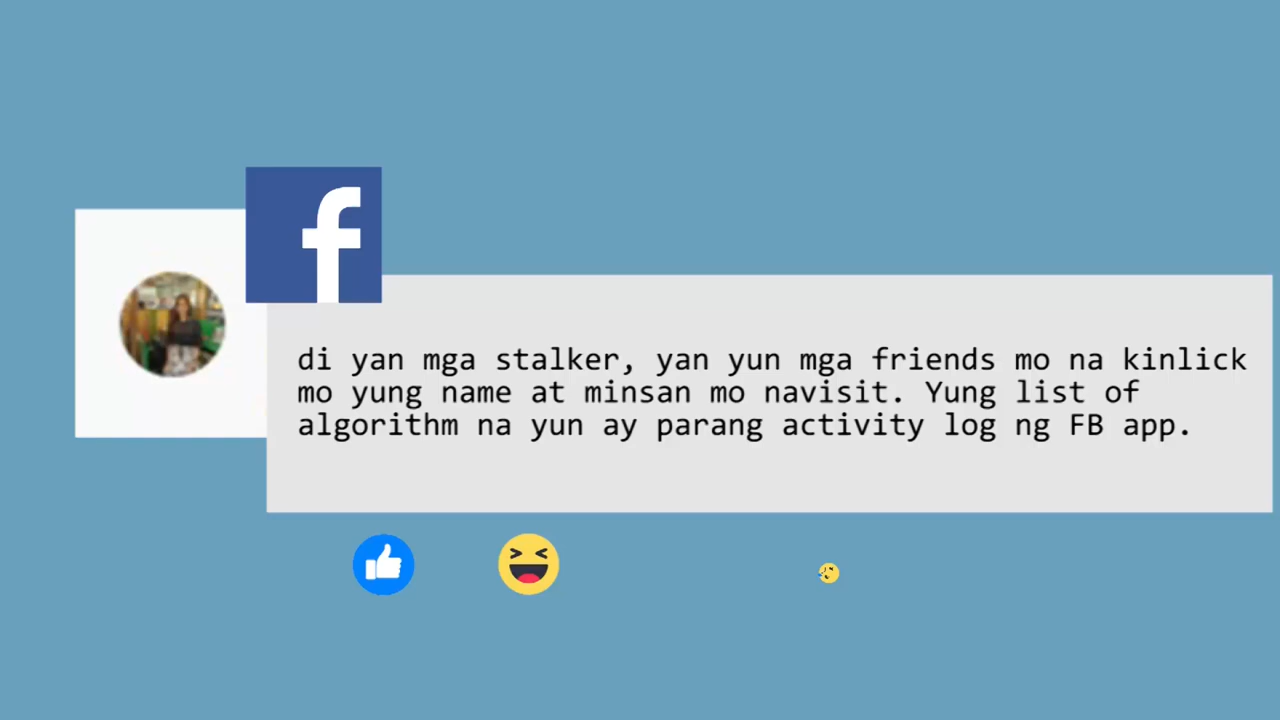 f
di yan mga stalker, yan yun mga friends mo na kinlick
mo yung name at minsan mo navisit. Yung list of
algorithm na yun ay parang activity log ng FB app.